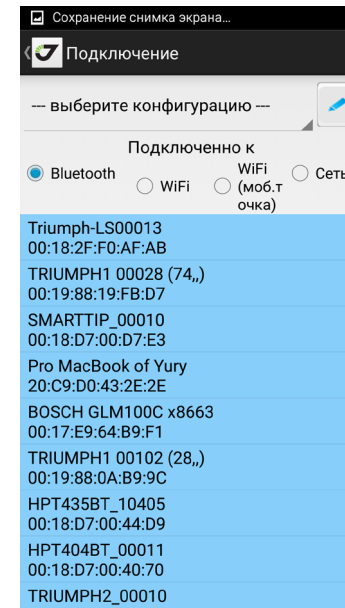 Сохранение снимка экрана...
Подключение
--- выберите конфигурацию ---
Подключенно к
Bluetooth
WiFi
WiFi
(моб.т
очка)
Сеть
Triumph-LS00013
00:18:2F:F0:AF:AB
TRIUMPH1 00028 (74,,)
00:19:88:19:FB:D7
SMARTTIP_00010
00:18:D7:00:D7:E3
Pro MacBook of Yury
20:C9:D0:43:2E:2E
BOSCH GLM100C x8663
00:17:E9:64:B9:F1
TRIUMPH1 00102 (28,,)
00:19:88:0A:B9:9C
HPT435BT_10405
00:18:D7:00:44:D9
HPT404BT_00011
00:18:D7:00:40:70
TRIUMPH2_00010